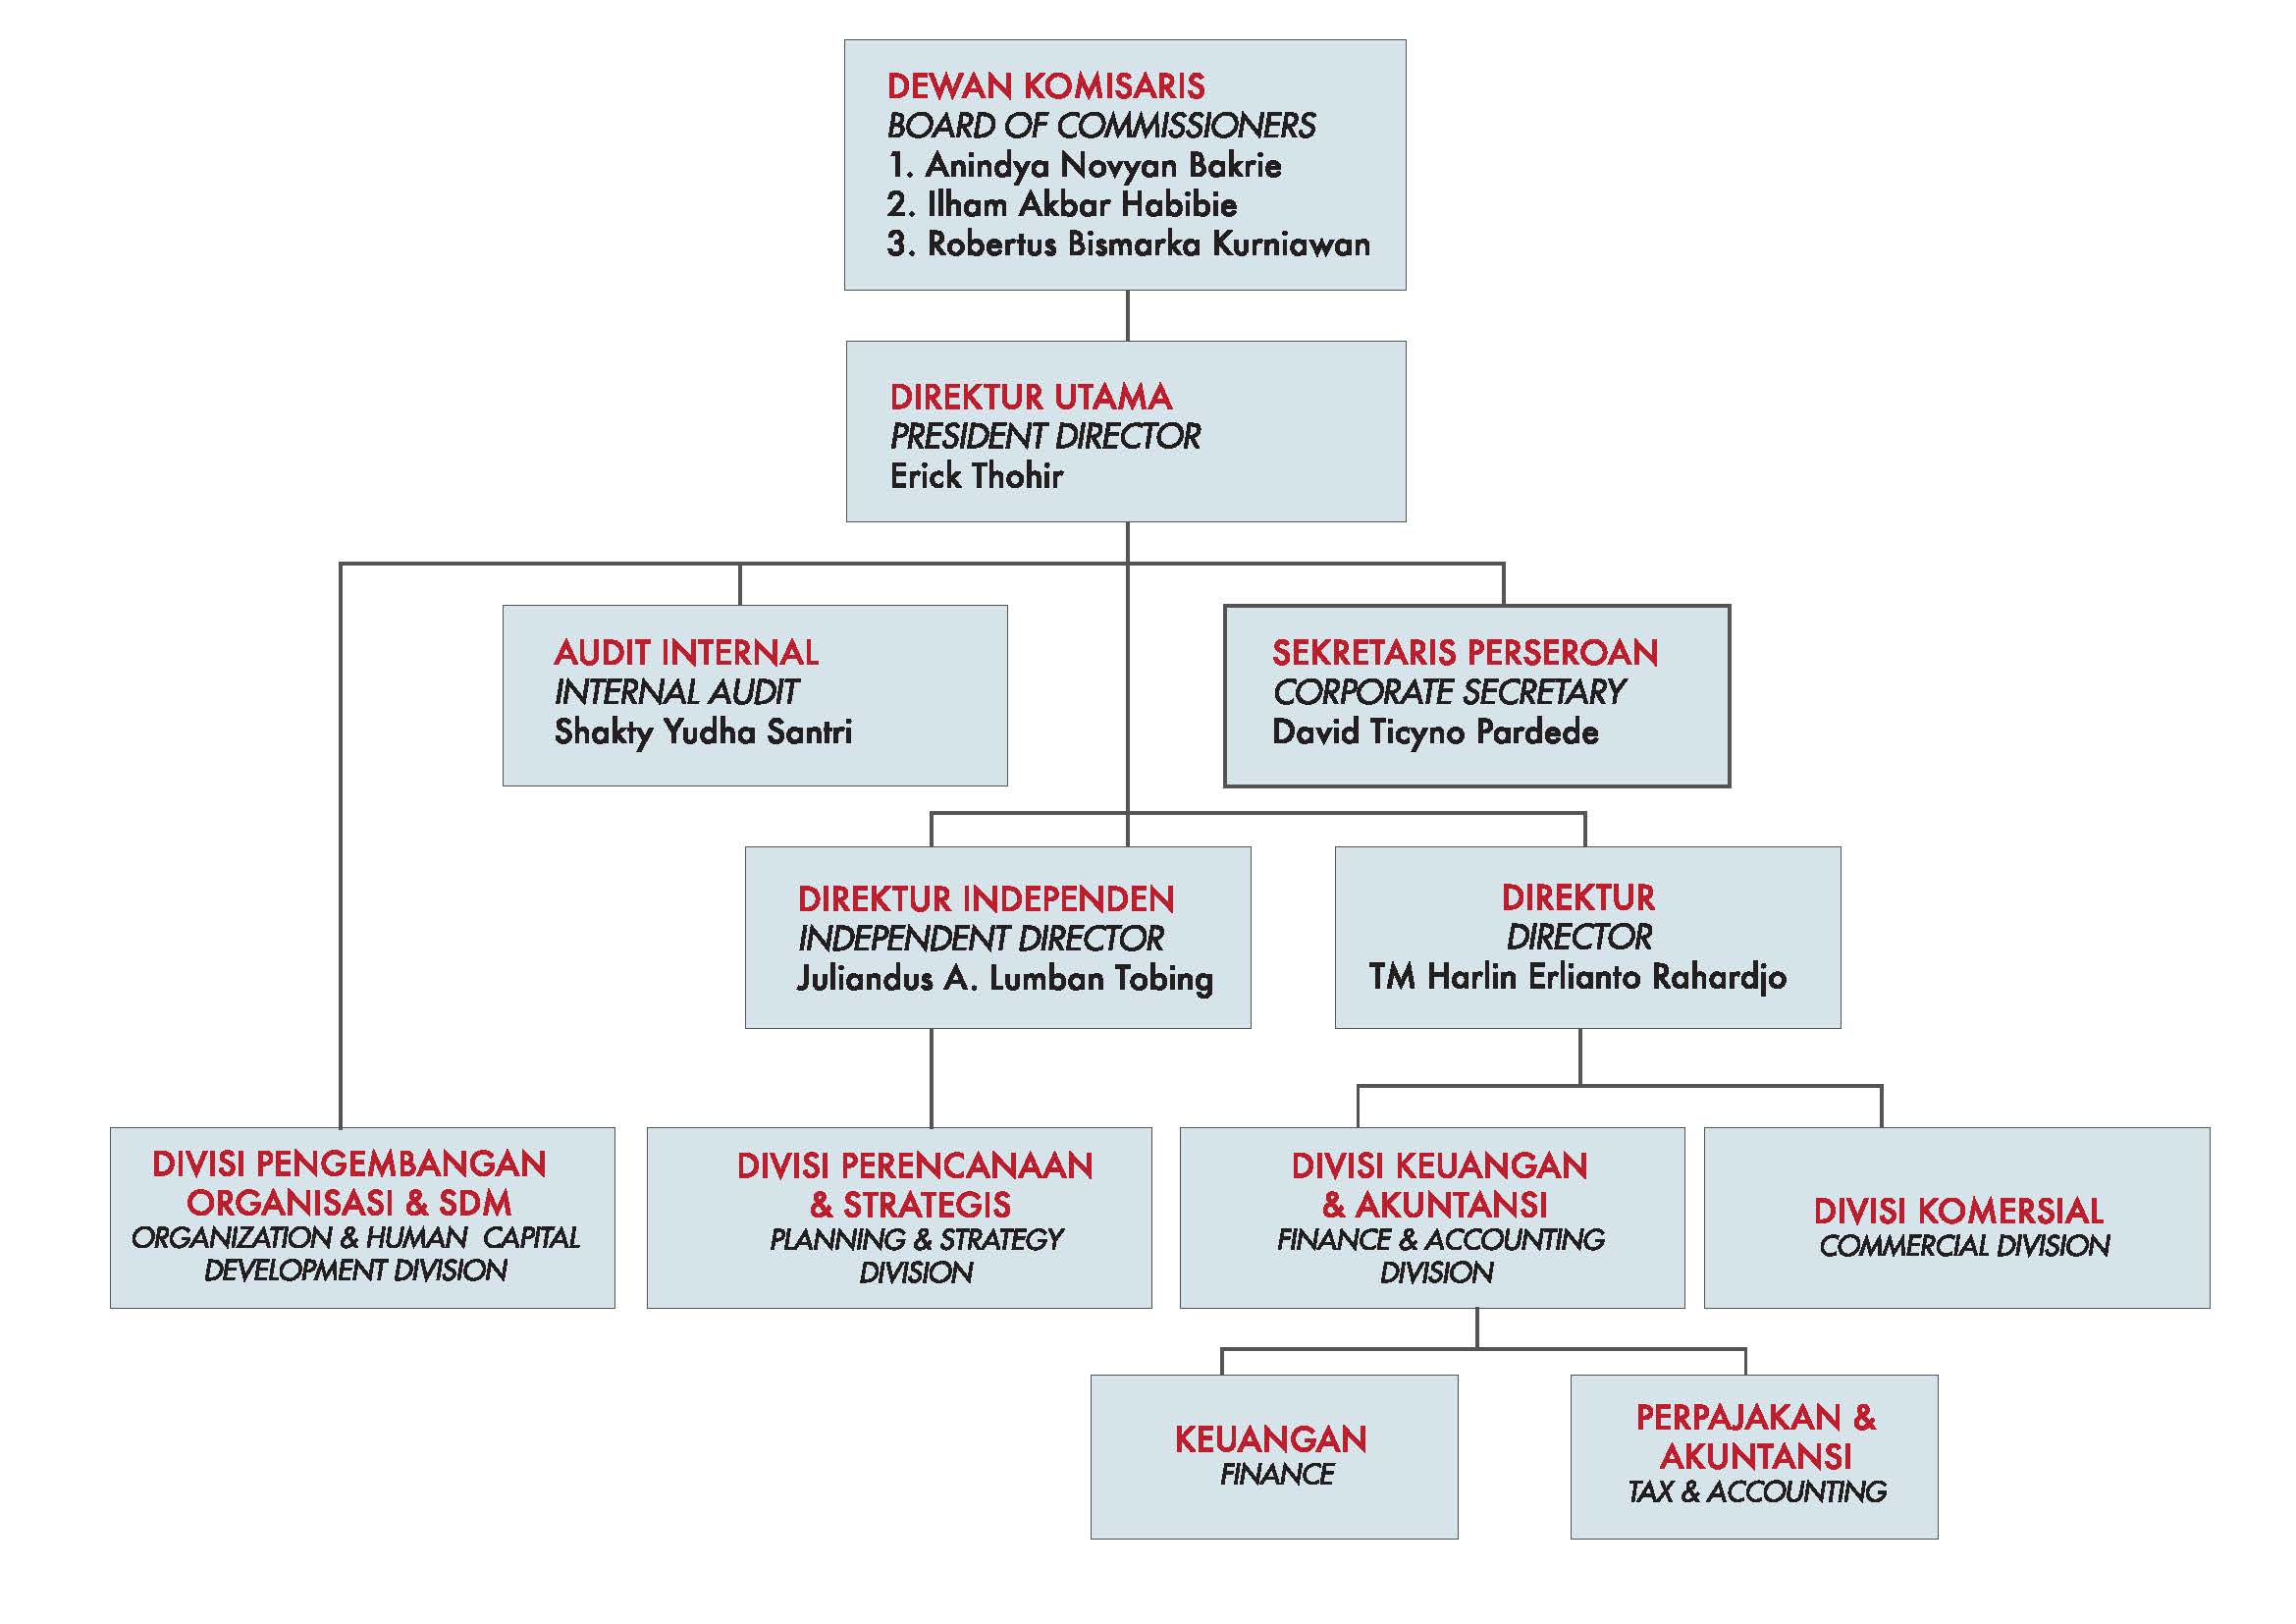 DEWAN KOMISARIS
BOARD OF COMMISSIONERS
1. Anindya Novyan Bakrie
2. Ilham Akbar Habibie
3. Robertus Bismarka Kurniawan
DIREKTUR UTAMA
PRESIDENT DIRECTOR
Erick Thohir
AUDIT INTERNAL
INTERNAL AUDIT
Shakty Yudha Santri
SEKRETARIS PERSEROAN
CORPORATE SECRETARY
David Ticyno Pardede
DIREKTUR INDEPENDEN
INDEPENDENT DIRECTOR
Juliandus A. Lumban Tobing
DIREKTUR
DIRECTOR
TM Harlin Erlianto Rahardjo
DIVISI PENGEMBANGAN
ORGANISASI & SDM
ORGANIZATION & HUMAN CAPITAL
DEVELOPMENT DIVISION
DIVISI PERENCANAAN
& STRATEGIS
PLANNING & STRATEGY
DIVISION
DIVISI KEUANGAN
& AKUNTANSI
FINANCE & ACCOUNTING
DIVISION
DIVISI KOMERSIAL
COMMERCIAL DIVISION
KEUANGAN
FINANCE
PERPAJAKAN &
AKUNTANSI
TAX & ACCOUNTING